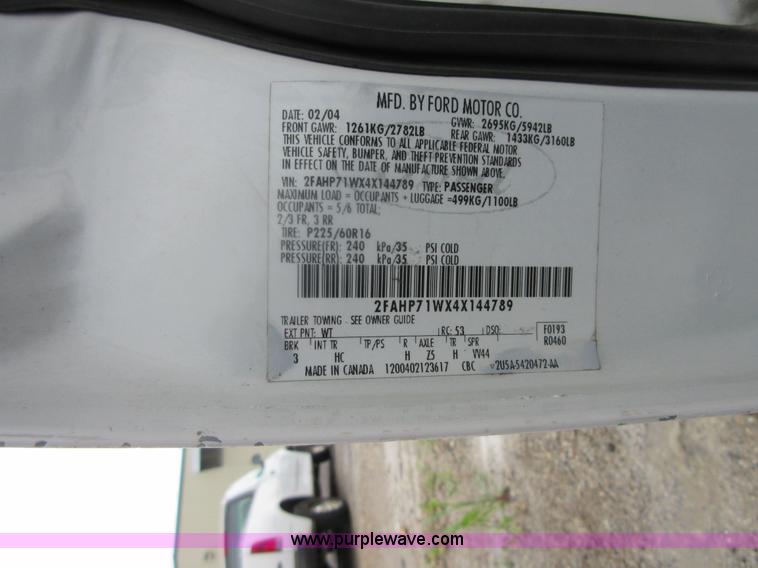 MFD. BY FORD MOTOR CO.
DATE: 02/04 GVWR: 2695KG/5942LB
FRONT GAWR: 1261KG/2782LB REAR GAWR: 1433KG/3160LB
THIS VEHICLE CONFORMS TO ALL APPLICABLE FEDERAL MOTOR
VEHICLE SAFETY, BUMPER, AND THEFT PREVENTION STANDARDS
IN EFFECT ON THE DATE OF MANUFACTURE SHOWN ABOVE.
VIN: 2FAHP71WX4X144789 TYPE: PASSENGER
MAXIMUM LOAD = OCCUPANTS + LUGGAGE =499KG/1100LB
OCCUPANTS = 5/6 TOTAL;
2/3 FR, 3 RR
TIRE: P225/60R16
PRESSURE(FR): 240 kPa/35 PSI COLD
PRESSURE(RR): 240 kPa/35 PSI COLD
2FAHP71WX4X144789
TRAILER TOWING - SEE OWNER GUIDE
EXT PNT: WT RC: 53 DSO: F0193
BRK INT TR TP/PS R AXLE TR SPR R0460
3 HC H Z5 H VV44
MADE IN CANADA 1200402123617 CBC v2U5A-5420472-AA
www.purplewave.com